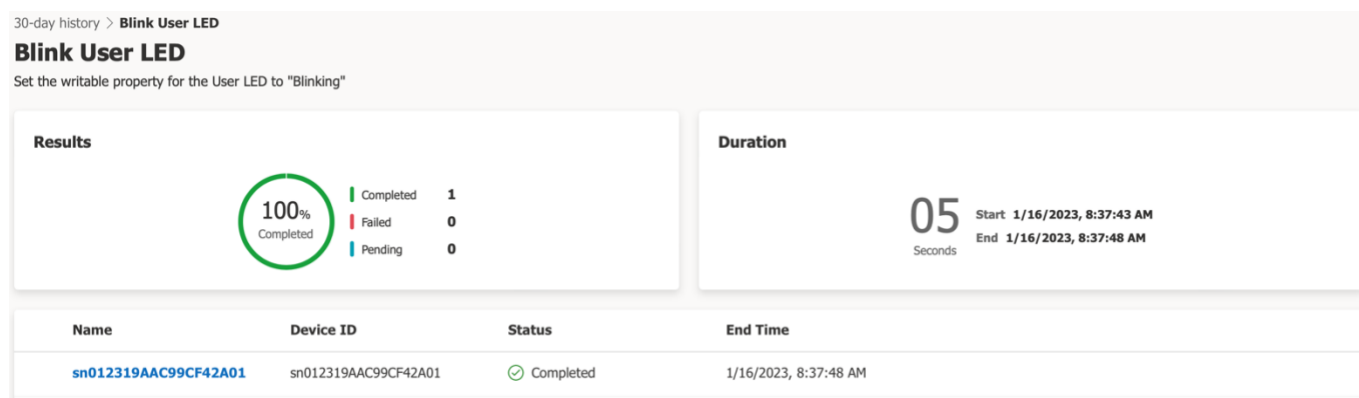 30-day history > Blink User LED
Blink User LED
Set the writable property for the User LED to "Blinking"
Results
100%
Completed
Completed 1
Failed 0
Pending 0
Duration
05
Seconds
Start 1/16/2023, 8:37:43 AM
End 1/16/2023, 8:37:48 AM
Name Device ID Status End Time
sn012319AAC99CF42A01 sn012319AAC99CF42A01 Completed 1/16/2023, 8:37:48 AM